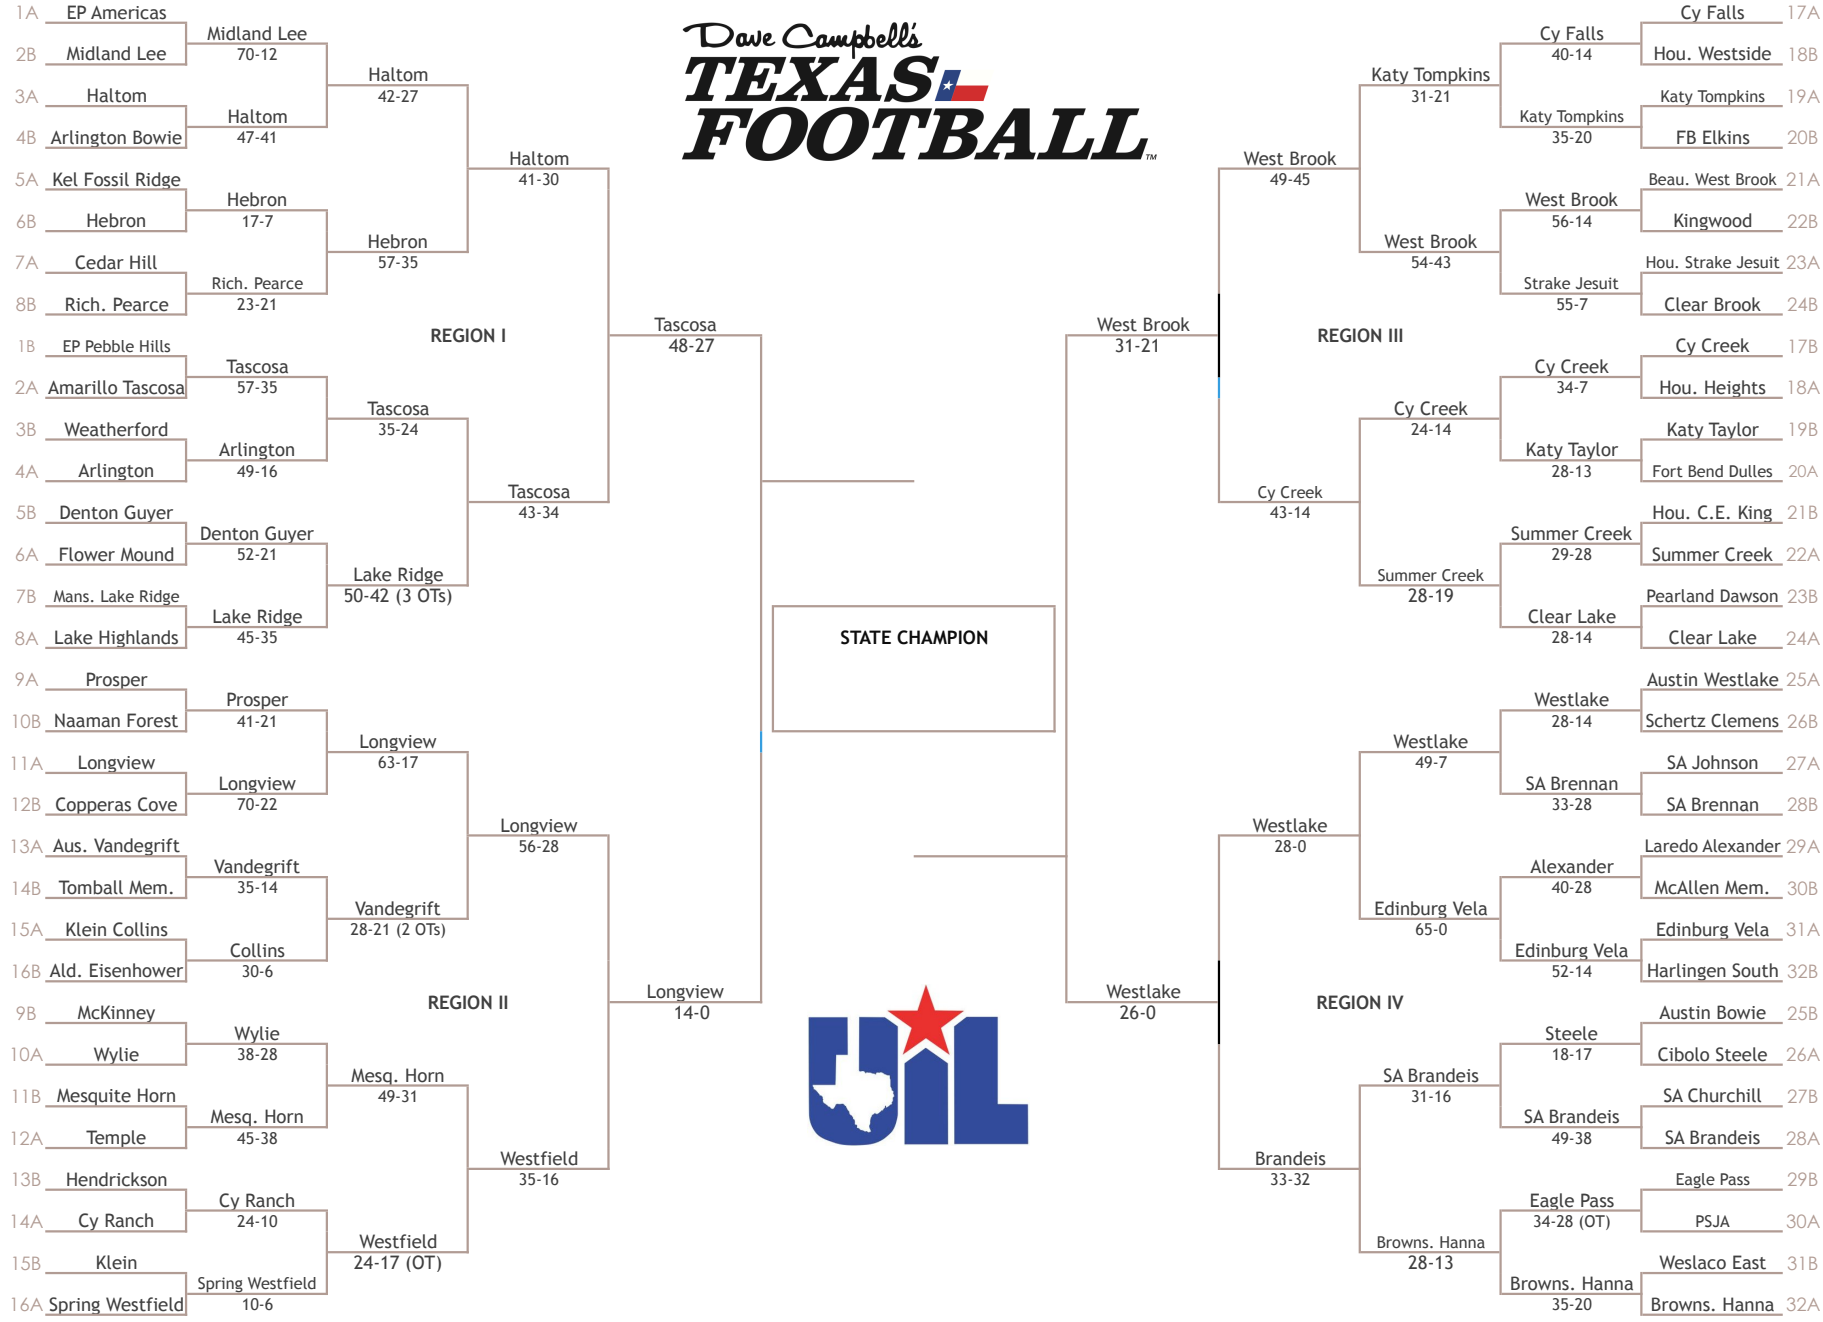 Dave Campbell's
TEXAS
FOOTBALL™
1A EP Americas
2B Midland Lee
3A Haltom
4B Arlington Bowie
5A Kel Fossil Ridge
6B Hebron
7A Cedar Hill
8B Rich. Pearce
1B EP Pebble Hills
2A Amarillo Tascosa
3B Weatherford
4A Arlington
5B Denton Guyer
6A Flower Mound
7B Mans. Lake Ridge
8A Lake Highlands
Midland Lee
70-12
Haltom
47-41
Hebron
17-7
Rich. Pearce
23-21
Tascosa
57-35
Arlington
49-16
Denton Guyer
52-21
Lake Ridge
45-35
Haltom
42-27
Hebron
57-35
Tascosa
35-24
Lake Ridge
50-42 (3 OTs)
Haltom
41-30
Tascosa
43-34
REGION I
Tascosa
48-27
9A Prosper
10B Naaman Forest
11A Longview
12B Copperas Cove
13A Aus. Vandegrift
14B Tomball Mem.
15A Klein Collins
16B Ald. Eisenhower
9B McKinney
10A Wylie
11B Mesquite Horn
12A Temple
13B Hendrickson
14A Cy Ranch
15B Klein
16A Spring Westfield
Prosper
41-21
Longview
70-22
Vandegrift
35-14
Collins
30-6
Wylie
38-28
Mesq. Horn
45-38
Cy Ranch
24-10
Spring Westfield
10-6
Longview
63-17
Vandegrift
28-21 (2 OTs)
Mesq. Horn
49-31
Westfield
24-17 (OT)
Longview
56-28
Westfield
35-16
REGION II
Longview
14-0
STATE CHAMPION
UIL
Cy Falls 17A
Hou. Westside 18B
Katy Tompkins 19A
FB Elkins 20B
Beau. West Brook 21A
Kingwood 22B
Hou. Strake Jesuit 23A
Clear Brook 24B
Cy Creek 17B
Hou. Heights 18A
Katy Taylor 19B
Fort Bend Dulles 20A
Hou. C.E. King 21B
Summer Creek 22A
Pearland Dawson 23B
Clear Lake 24A
Cy Falls
40-14
Katy Tompkins
35-20
West Brook
56-14
Strake Jesuit
55-7
Cy Creek
34-7
Katy Taylor
28-13
Summer Creek
29-28
Clear Lake
28-14
Katy Tompkins
31-21
West Brook
54-43
Cy Creek
24-14
Summer Creek
28-19
West Brook
49-45
Cy Creek
43-14
REGION III
West Brook
31-21
Austin Westlake 25A
Schertz Clemens 26B
SA Johnson 27A
SA Brennan 28B
Laredo Alexander 29A
McAllen Mem. 30B
Edinburg Vela 31A
Harlingen South 32B
Austin Bowie 25B
Cibolo Steele 26A
SA Churchill 27B
SA Brandeis 28A
Eagle Pass 29B
PSJA 30A
Weslaco East 31B
Browns. Hanna 32A
Westlake
28-14
SA Brennan
33-28
Alexander
40-28
Edinburg Vela
52-14
Steele
18-17
SA Brandeis
49-38
Eagle Pass
34-28 (OT)
Browns. Hanna
35-20
Westlake
49-7
Edinburg Vela
65-0
SA Brandeis
31-16
Browns. Hanna
28-13
Westlake
28-0
Brandeis
33-32
REGION IV
Westlake
26-0